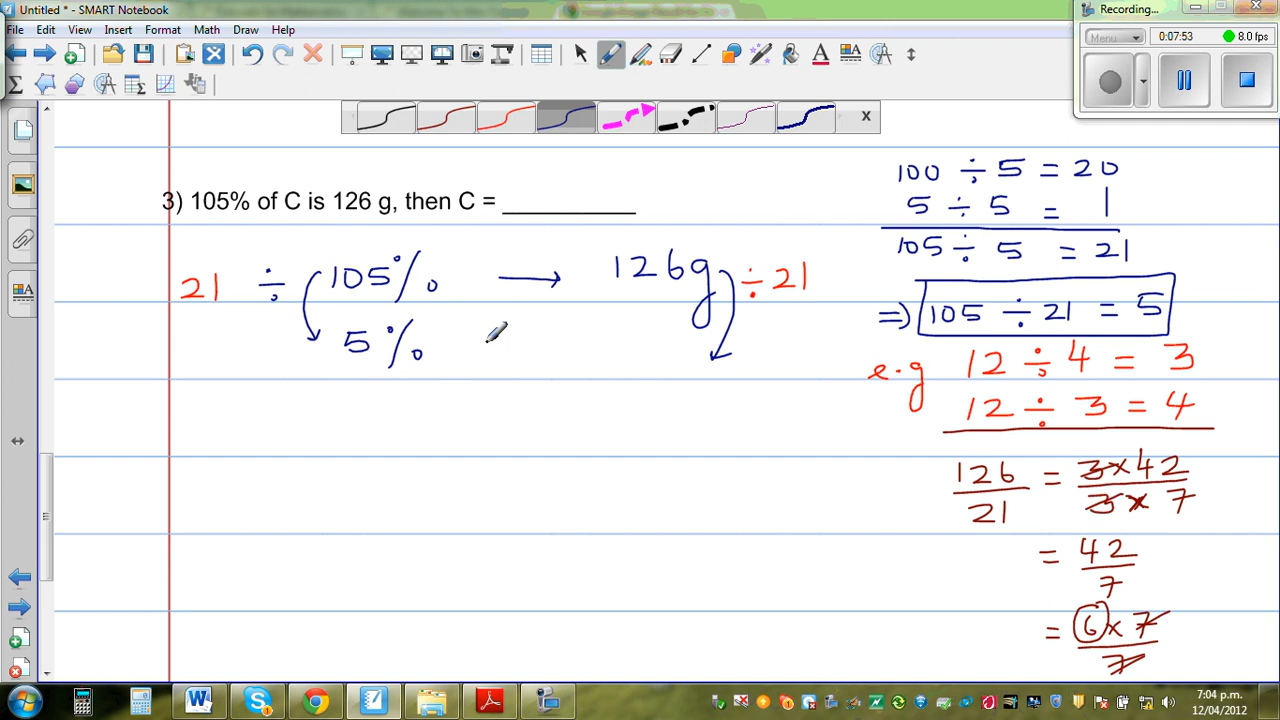 Untitled * - SMART Notebook
Recording...
File Edit View Insert Format Math Draw Help
Menu
0:07:53
8.0 fps
x
3) 105% of C is 126 g, then C = __________
21 ÷ 105% → 126g ÷21
5%
100 ÷ 5 = 20
5 ÷ 5 = 1
105 ÷ 5 = 21
=) 105 ÷ 21 = 5
e.g 12 ÷ 4 = 3
12 ÷ 3 = 4
126/21 = 3×42/3×7
= 42/7
= 6×7/7
7:04 p.m.
12/04/2012